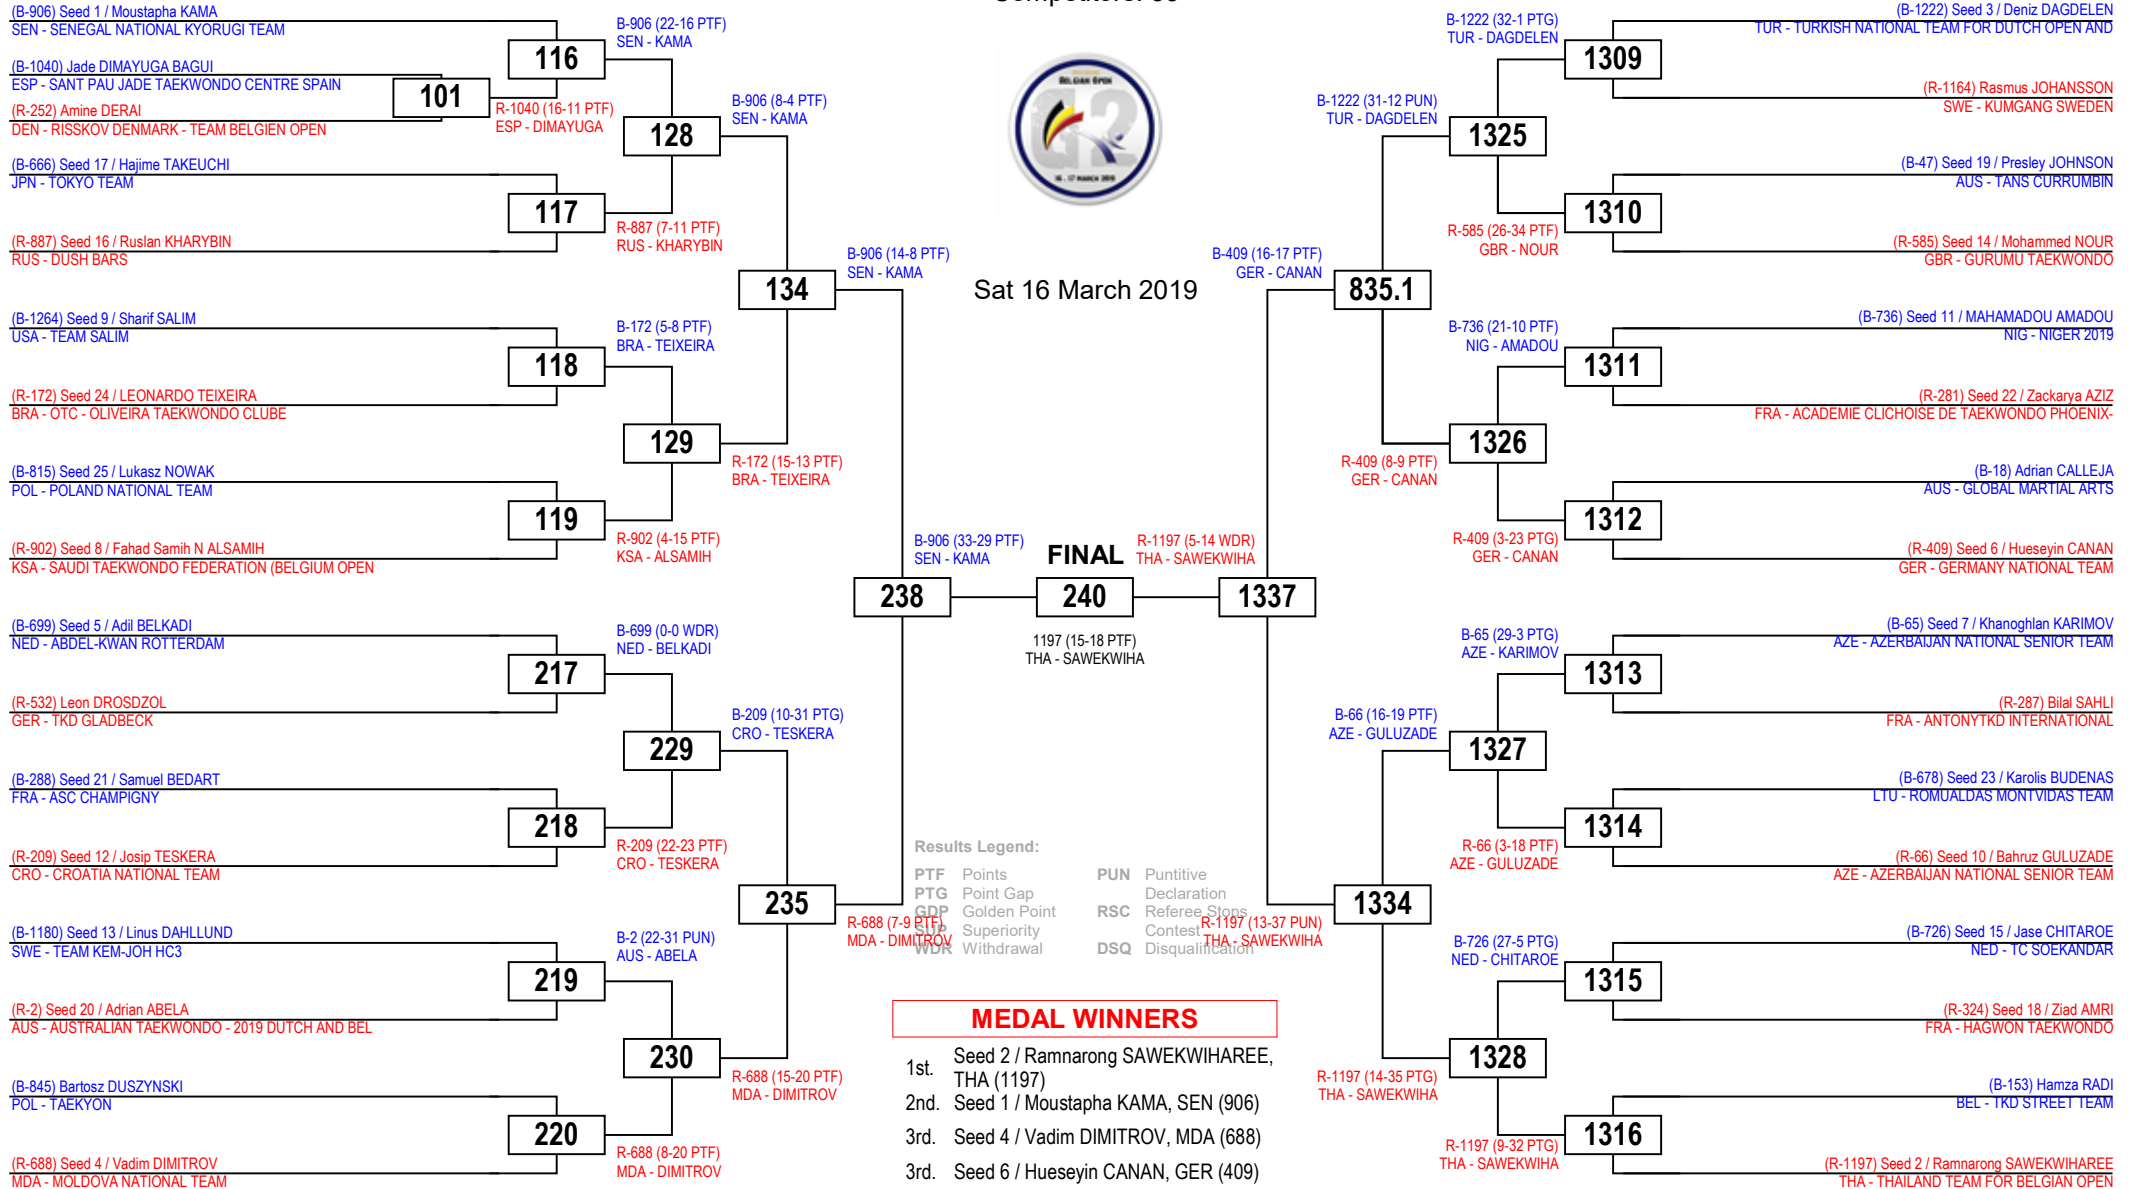 (B-906) Seed 1 / Moustapha KAMA
SEN - SENEGAL NATIONAL KYORUGI TEAM
(B-1040) Jade DIMAYUGA BAGUI
ESP - SANT PAU JADE TAEKWONDO CENTRE SPAIN
(R-252) Amine DERAI
DEN - RISSKOV DENMARK - TEAM BELGIEN OPEN
(B-666) Seed 17 / Hajime TAKEUCHI
JPN - TOKYO TEAM
(R-887) Seed 16 / Ruslan KHARYBIN
RUS - DUSH BARS
(B-1264) Seed 9 / Sharif SALIM
USA - TEAM SALIM
(R-172) Seed 24 / LEONARDO TEIXEIRA
BRA - OTC - OLIVEIRA TAEKWONDO CLUBE
(B-815) Seed 25 / Lukasz NOWAK
POL - POLAND NATIONAL TEAM
(R-902) Seed 8 / Fahad Samih N ALSAMIH
KSA - SAUDI TAEKWONDO FEDERATION (BELGIUM OPEN
(B-699) Seed 5 / Adil BELKADI
NED - ABDEL-KWAN ROTTERDAM
(R-532) Leon DROSDZOL
GER - TKD GLADBECK
(B-288) Seed 21 / Samuel BEDART
FRA - ASC CHAMPIGNY
(R-209) Seed 12 / Josip TESKERA
CRO - CROATIA NATIONAL TEAM
(B-1180) Seed 13 / Linus DAHLLUND
SWE - TEAM KEM-JOH HC3
(R-2) Seed 20 / Adrian ABELA
AUS - AUSTRALIAN TAEKWONDO - 2019 DUTCH AND BEL
(B-845) Bartosz DUSZYNSKI
POL - TAEKYON
(R-688) Seed 4 / Vadim DIMITROV
MDA - MOLDOVA NATIONAL TEAM
101
R-1040 (16-11 PTF)
ESP - DIMAYUGA
116
117
118
119
217
218
219
220
B-906 (22-16 PTF)
SEN - KAMA
128
R-887 (7-11 PTF)
RUS - KHARYBIN
B-172 (5-8 PTF)
BRA - TEIXEIRA
129
R-902 (4-15 PTF)
KSA - ALSAMIH
B-699 (0-0 WDR)
NED - BELKADI
229
R-209 (22-23 PTF)
CRO - TESKERA
B-2 (22-31 PUN)
AUS - ABELA
230
R-688 (8-20 PTF)
MDA - DIMITROV
B-906 (8-4 PTF)
SEN - KAMA
134
R-172 (15-13 PTF)
BRA - TEIXEIRA
B-209 (10-31 PTG)
CRO - TESKERA
235
R-688 (15-20 PTF)
MDA - DIMITROV
B-906 (14-8 PTF)
SEN - KAMA
238
R-688 (7-9 PTF)
MDA - DIMITROV
BELGIAN OPEN
G2
16 - 17 MARCH 2019
Sat 16 March 2019
B-906 (33-29 PTF)
SEN - KAMA
FINAL
R-1197 (5-14 WDR)
THA - SAWEKWIHA
240
1197 (15-18 PTF)
THA - SAWEKWIHA
Results Legend:
PTF Points
PTG Point Gap
GDP Golden Point
SUP Superiority
WDR Withdrawal
PUN Puntitive
Declaration
RSC Referee Stops
Contest
DSQ Disqualification
MEDAL WINNERS
1st. Seed 2 / Ramnarong SAWEKWIHAREE,
THA (1197)
2nd. Seed 1 / Moustapha KAMA, SEN (906)
3rd. Seed 4 / Vadim DIMITROV, MDA (688)
3rd. Seed 6 / Hueseyin CANAN, GER (409)
B-409 (16-17 PTF)
GER - CANAN
1337
R-1197 (13-37 PUN)
THA - SAWEKWIHA
B-1222 (31-12 PUN)
TUR - DAGDELEN
835.1
R-409 (8-9 PTF)
GER - CANAN
B-66 (16-19 PTF)
AZE - GULUZADE
1334
R-1197 (14-35 PTG)
THA - SAWEKWIHA
B-1222 (32-1 PTG)
TUR - DAGDELEN
1325
R-585 (26-34 PTF)
GBR - NOUR
B-736 (21-10 PTF)
NIG - AMADOU
1326
R-409 (3-23 PTG)
GER - CANAN
B-65 (29-3 PTG)
AZE - KARIMOV
1327
R-66 (3-18 PTF)
AZE - GULUZADE
B-726 (27-5 PTG)
NED - CHITAROE
1328
R-1197 (9-32 PTG)
THA - SAWEKWIHA
1309
1310
1311
1312
1313
1314
1315
1316
(B-1222) Seed 3 / Deniz DAGDELEN
TUR - TURKISH NATIONAL TEAM FOR DUTCH OPEN AND
(R-1164) Rasmus JOHANSSON
SWE - KUMGANG SWEDEN
(B-47) Seed 19 / Presley JOHNSON
AUS - TANS CURRUMBIN
(R-585) Seed 14 / Mohammed NOUR
GBR - GURUMU TAEKWONDO
(B-736) Seed 11 / MAHAMADOU AMADOU
NIG - NIGER 2019
(R-281) Seed 22 / Zackarya AZIZ
FRA - ACADEMIE CLICHOISE DE TAEKWONDO PHOENIX-
(B-18) Adrian CALLEJA
AUS - GLOBAL MARTIAL ARTS
(R-409) Seed 6 / Hueseyin CANAN
GER - GERMANY NATIONAL TEAM
(B-65) Seed 7 / Khanoghlan KARIMOV
AZE - AZERBAIJAN NATIONAL SENIOR TEAM
(R-287) Bilal SAHLI
FRA - ANTONYTKD INTERNATIONAL
(B-678) Seed 23 / Karolis BUDENAS
LTU - ROMUALDAS MONTVIDAS TEAM
(R-66) Seed 10 / Bahruz GULUZADE
AZE - AZERBAIJAN NATIONAL SENIOR TEAM
(B-726) Seed 15 / Jase CHITAROE
NED - TC SOEKANDAR
(R-324) Seed 18 / Ziad AMRI
FRA - HAGWON TAEKWONDO
(B-153) Hamza RADI
BEL - TKD STREET TEAM
(R-1197) Seed 2 / Ramnarong SAWEKWIHAREE
THA - THAILAND TEAM FOR BELGIAN OPEN